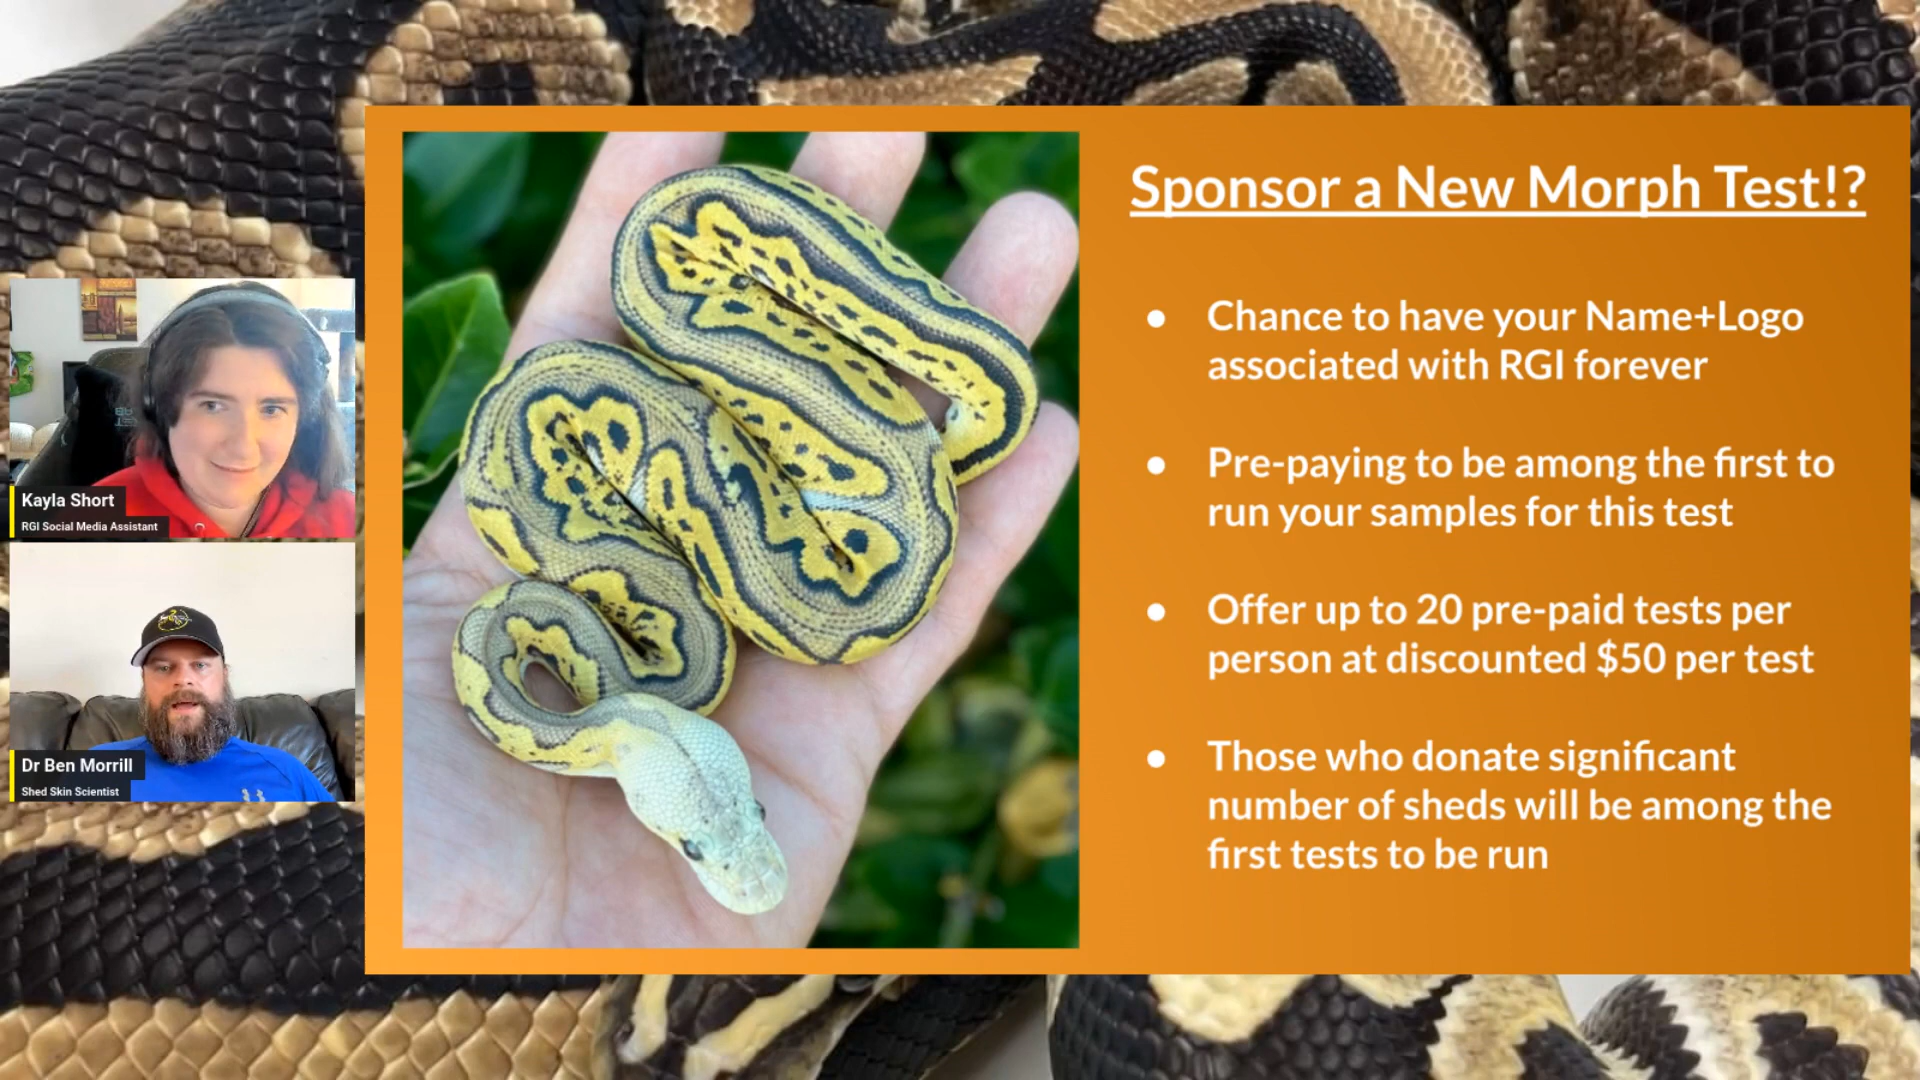 Sponsor a New Morph Test!?
● Chance to have your Name+Logo
associated with RGI forever
● Pre-paying to be among the first to
run your samples for this test
● Offer up to 20 pre-paid tests per
person at discounted $50 per test
● Those who donate significant
number of sheds will be among the
first tests to be run
Kayla Short
RGI Social Media Assistant
Dr Ben Morrill
Shed Skin Scientist